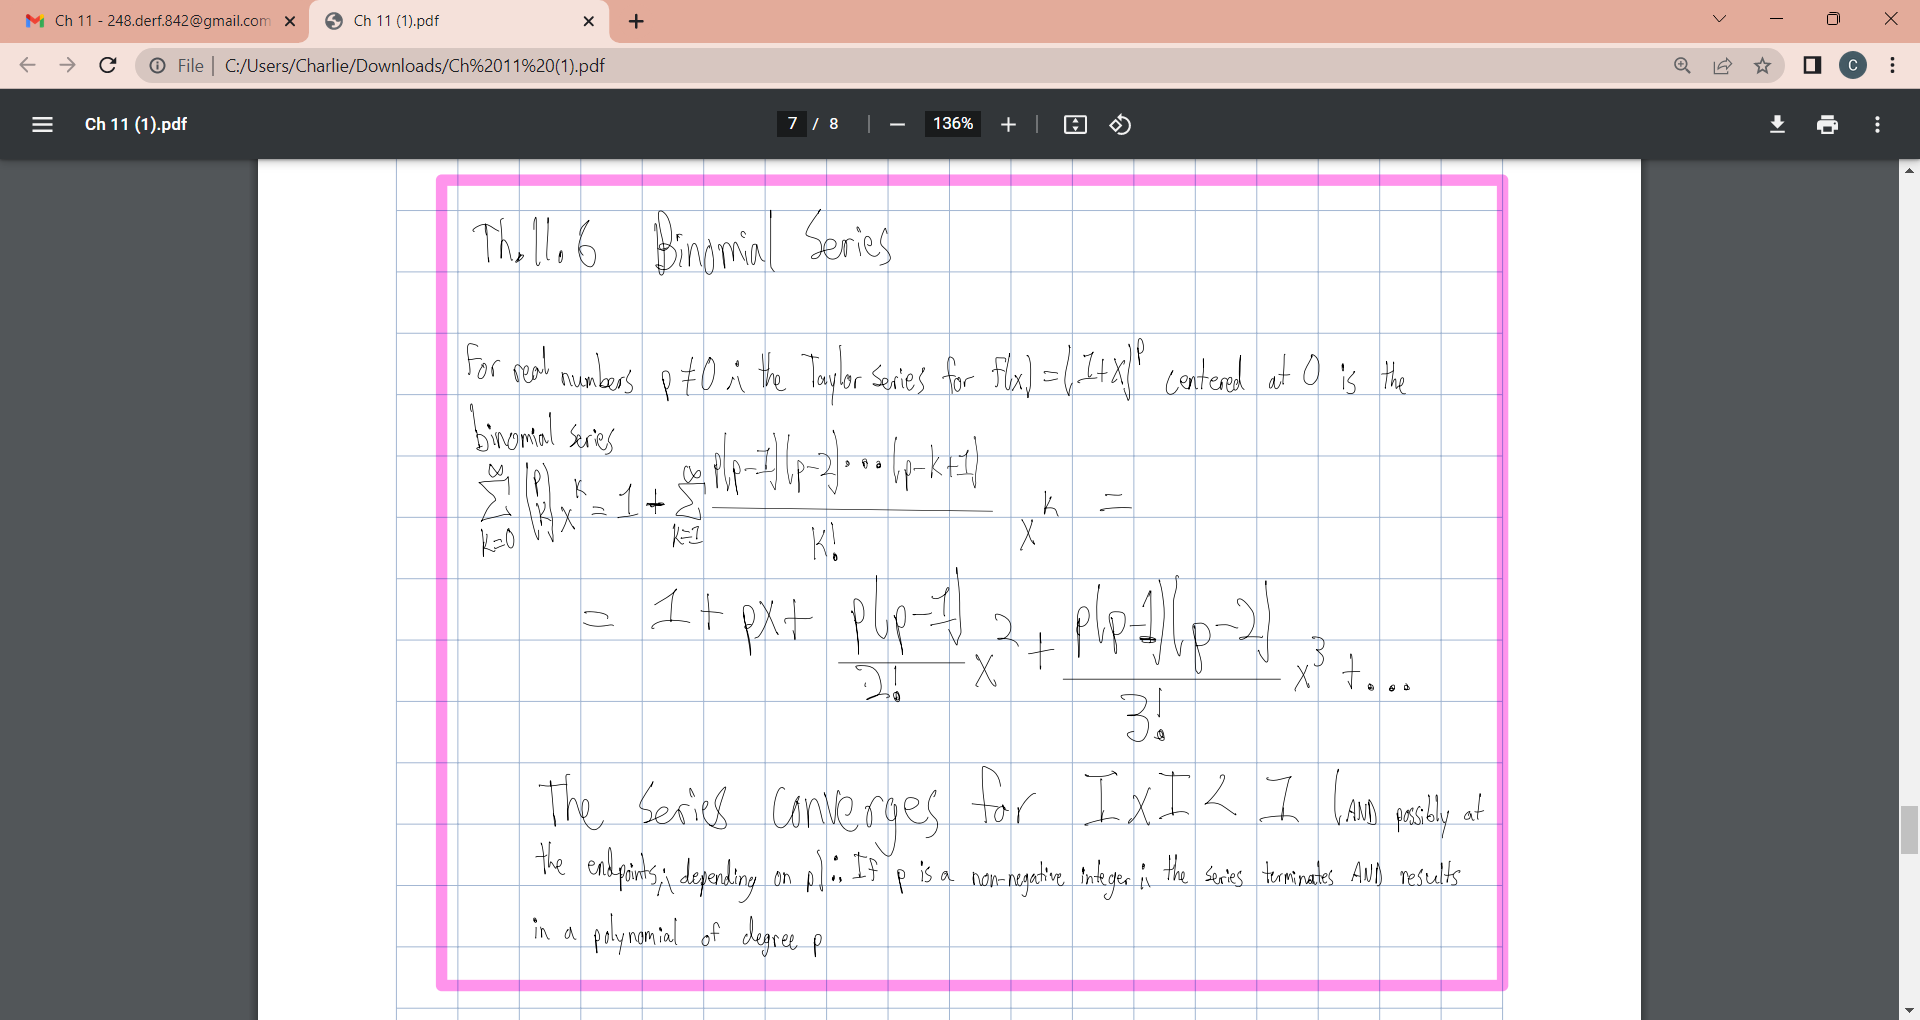 Ch 11 - 248.derf.842@gmail.com
Ch 11 (1).pdf
File | C:/Users/Charlie/Downloads/Ch%2011%20(1).pdf
C
Ch 11 (1).pdf
7 / 8
136%
Th.11.6 Binomial Series
For real numbers p≠0 ;, the Taylor series for F(x) = (1+x)^p centered at 0 is the
binomial series
∞∑k=0 (p k) x^k = 1 + ∞∑k=1 p(p-1)(p-2)...(p-k+1) / k! x^k =
= 1 + px + p(p-1) / 2! x^2 + p(p-1)(p-2) / 3! x^3 + ...
The series converges for IxI < 1 (AND possibly at
the endpoints;, depending on p) :. If p is a non-negative integer ;, the series terminates AND results
in a polynomial of degree p